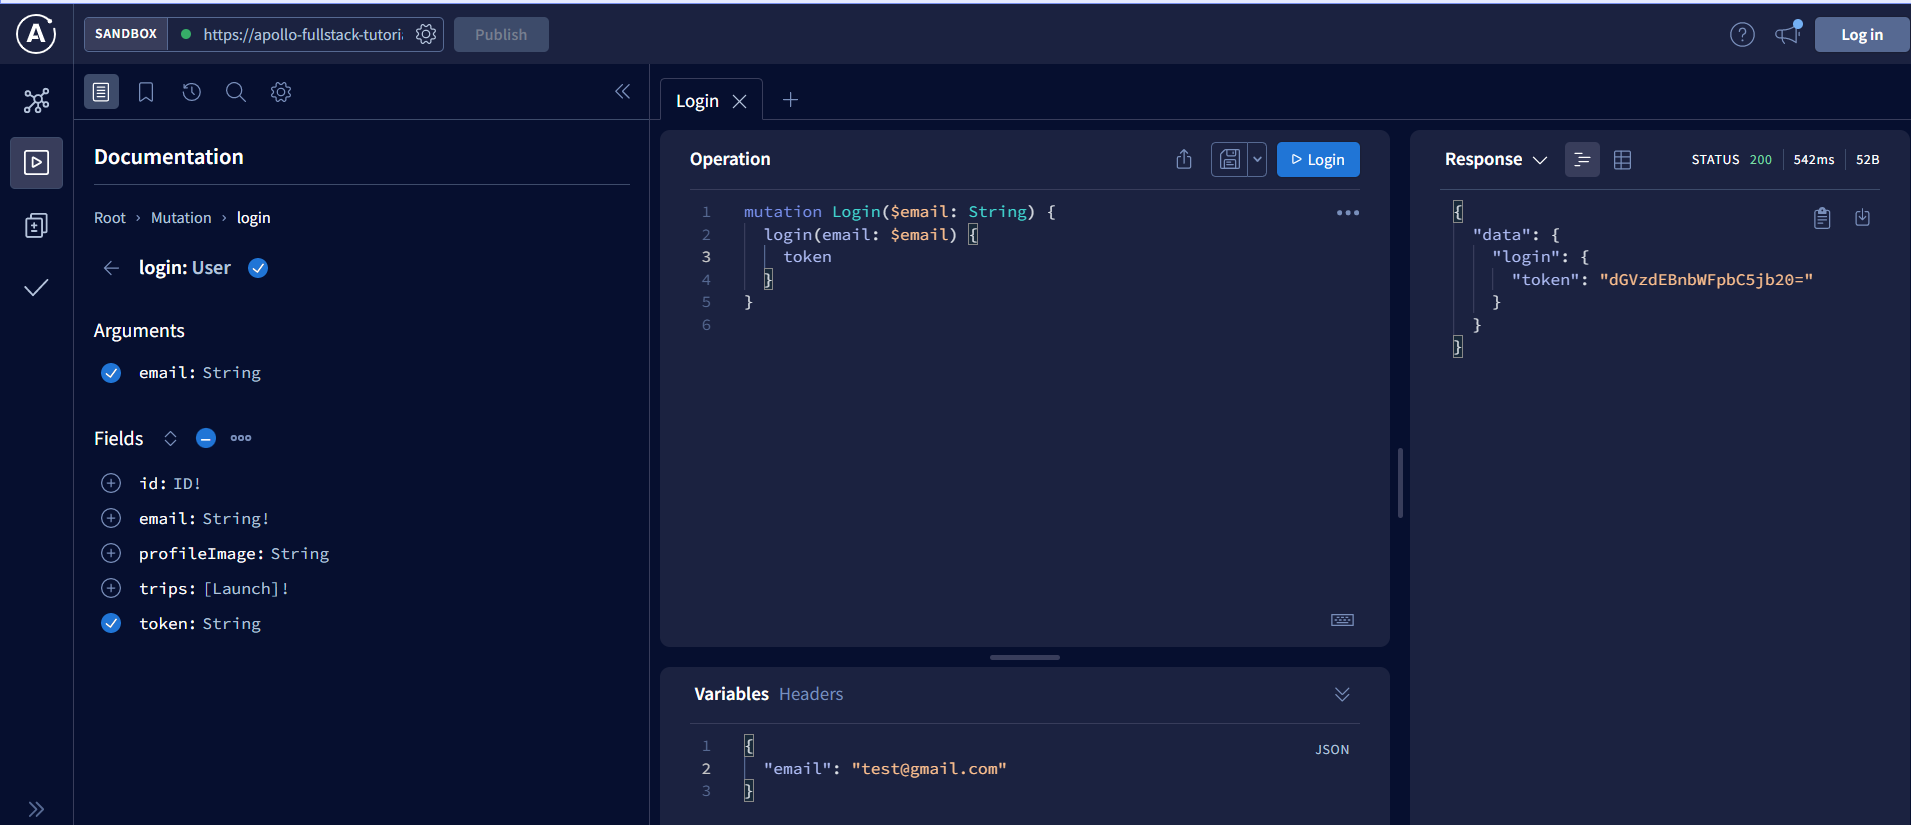 SANDBOX https://apollo-fullstack-tutori Publish
Log in
Login
Documentation
Root › Mutation › login
login: User
Arguments
email: String
Fields
id: ID!
email: String!
profileImage: String
trips: [Launch]!
token: String
Operation
Login
1 mutation Login($email: String) {
2 login(email: $email) {
3 token
4 }
5 }
6
Variables Headers
JSON
1 {
2 "email": "test@gmail.com"
3 }
Response STATUS 200 542ms 52B
{
"data": {
"login": {
"token": "dGVzdEBnbWFpbC5jb20="
}
}
}